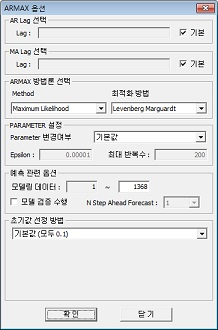 ARMAX 옵션
AR Lag 선택
Lag : 기본
MA Lag 선택
Lag : 기본
ARMAX 방법론 선택
Method 최적화 방법
Maximum Likelihood Levenberg Marguardt
PARAMETER 설정
Parameter 변경여부 기본값
Epsilon : 0.00001 최대 반복수 : 200
예측 관련 옵션
모델링 데이터 : 1 ~ 1368
모델 검증 수행 N Step Ahead Forecast : 1
초기값 선정 방법
기본값 (모두 0.1)
확 인 닫 기